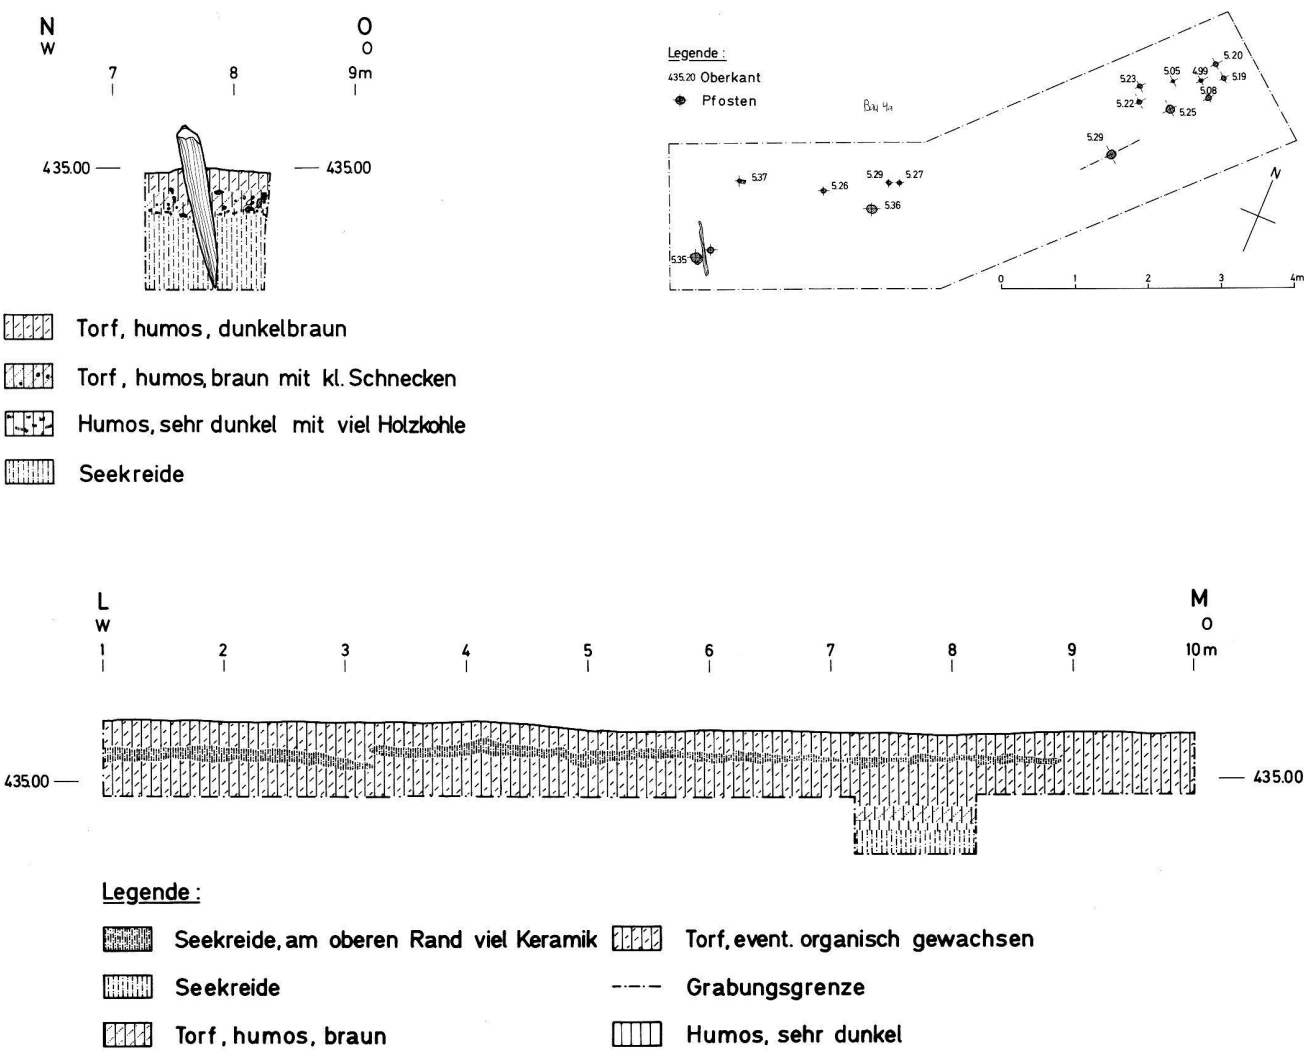 N O
W O
7 8 9m
435.00 435.00
Torf, humos, dunkelbraun
Torf, humos, braun mit kl. Schnecken
Humos, sehr dunkel mit viel Holzkohle
Seekreide
Legende :
435.20 Oberkant
Pfosten
5.20
5.23 5.05 4.99 5.19
5.22 5.08
5.25
5.29
5.37 5.26 5.29 5.27
5.36
5.35
N
0 1 2 3 4m
L M
W O
1 2 3 4 5 6 7 8 9 10m
435.00 435.00
Legende :
Seekreide, am oberen Rand viel Keramik
Seekreide
Torf, humos, braun
Torf, event. organisch gewachsen
Grabungsgrenze
Humos, sehr dunkel